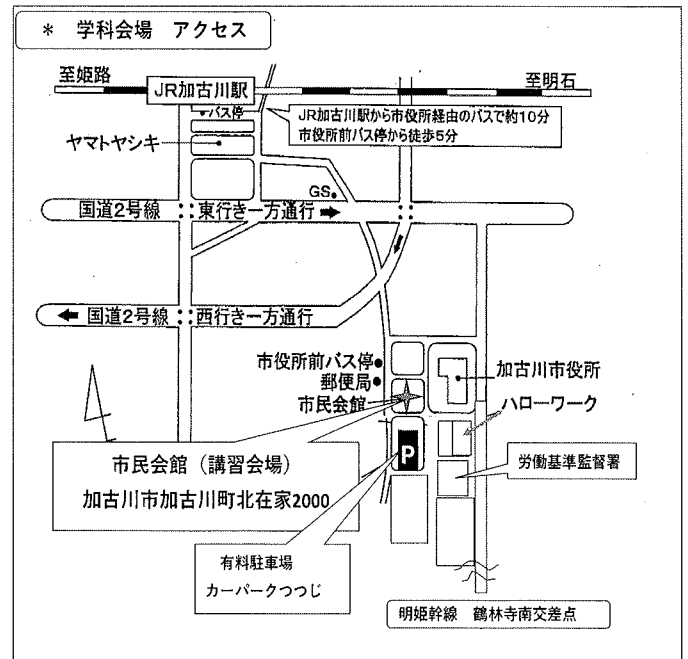 * 学科会場 アクセス
至姫路
JR加古川駅
至明石
バス停
JR加古川駅から市役所経由のバスで約10分
市役所前バス停から徒歩5分
ヤマトヤシキ
GS
国道2号線 東行き一方通行
国道2号線 西行き一方通行
市役所前バス停
郵便局
市民会館
加古川市役所
ハローワーク
労働基準監督署
市民会館（講習会場）
加古川市加古川町北在家2000
P
有料駐車場
カーパークつつじ
明姫幹線 鶴林寺南交差点